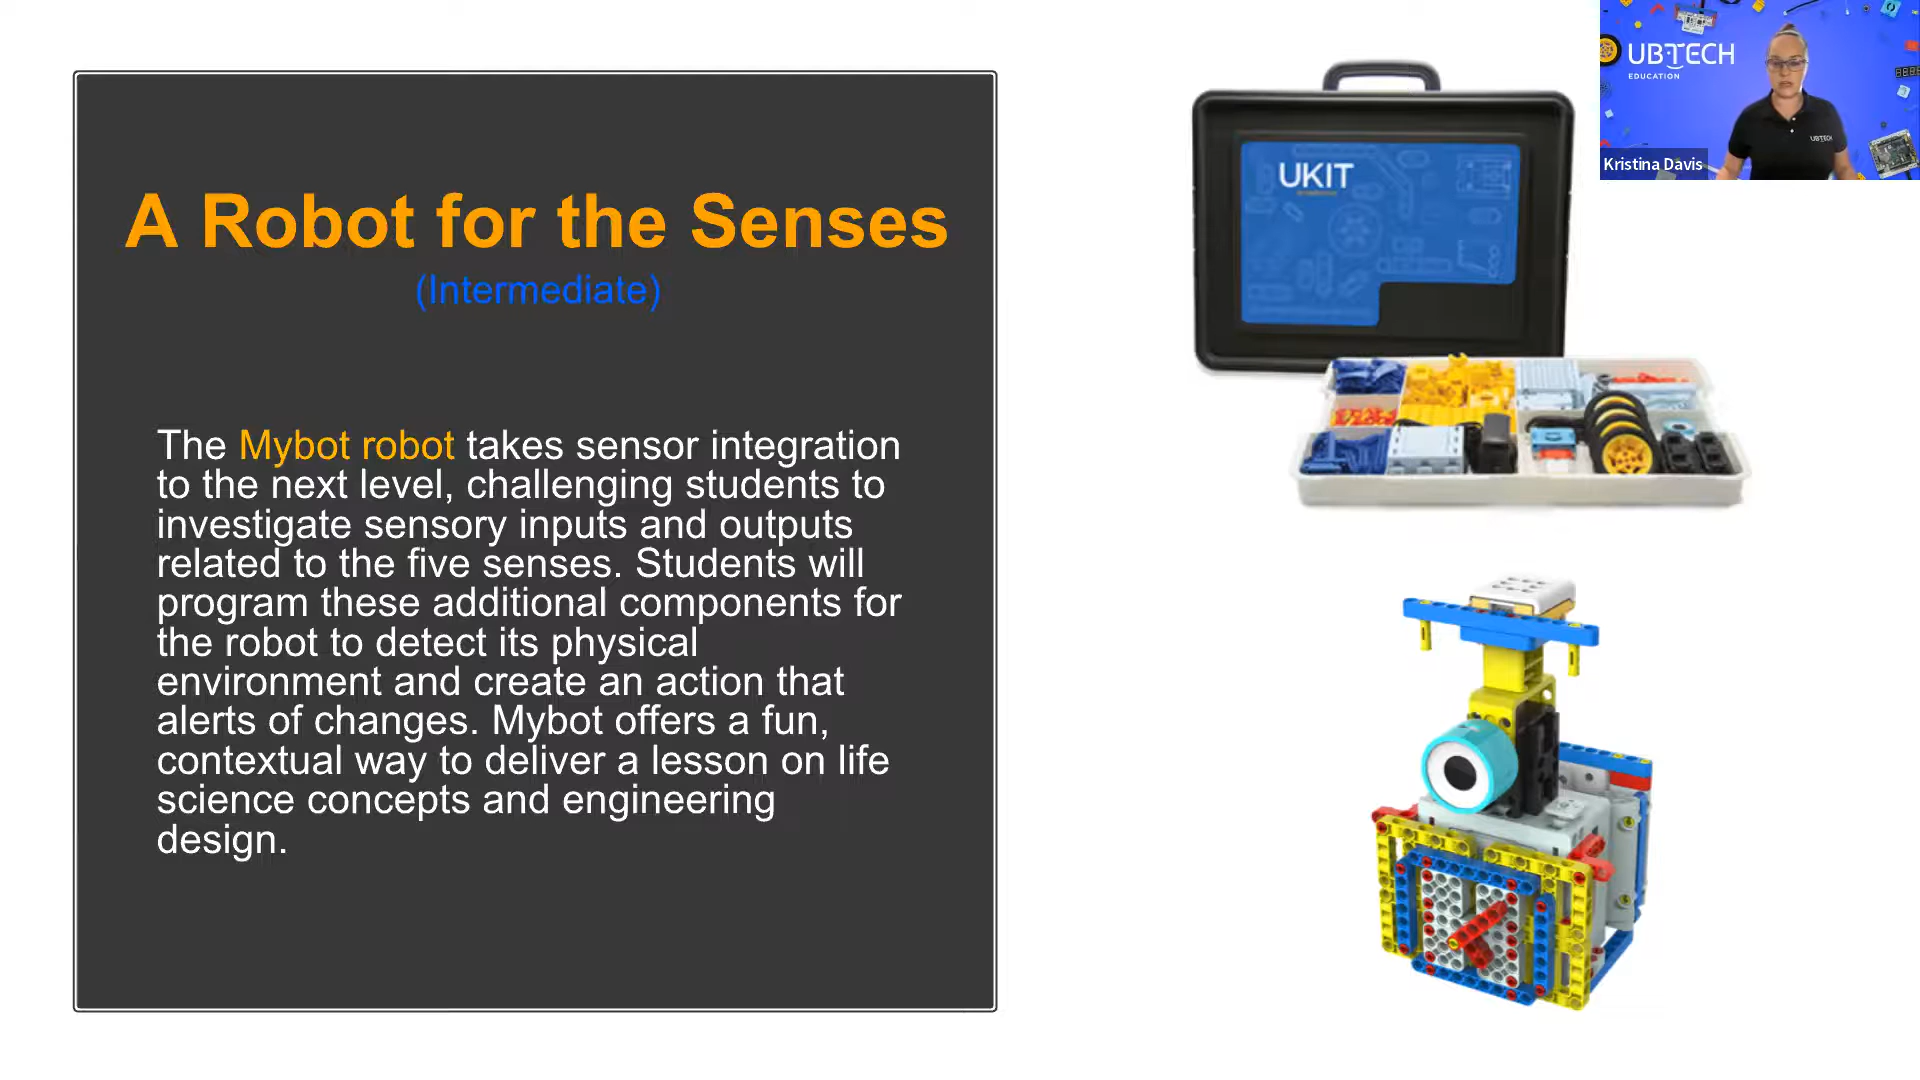 A Robot for the Senses
(Intermediate)
The Mybot robot takes sensor integration
to the next level, challenging students to
investigate sensory inputs and outputs
related to the five senses. Students will
program these additional components for
the robot to detect its physical
environment and create an action that
alerts of changes. Mybot offers a fun,
contextual way to deliver a lesson on life
science concepts and engineering
design.
UKIT
UBTECH
EDUCATION
UBTECH
Kristina Davis